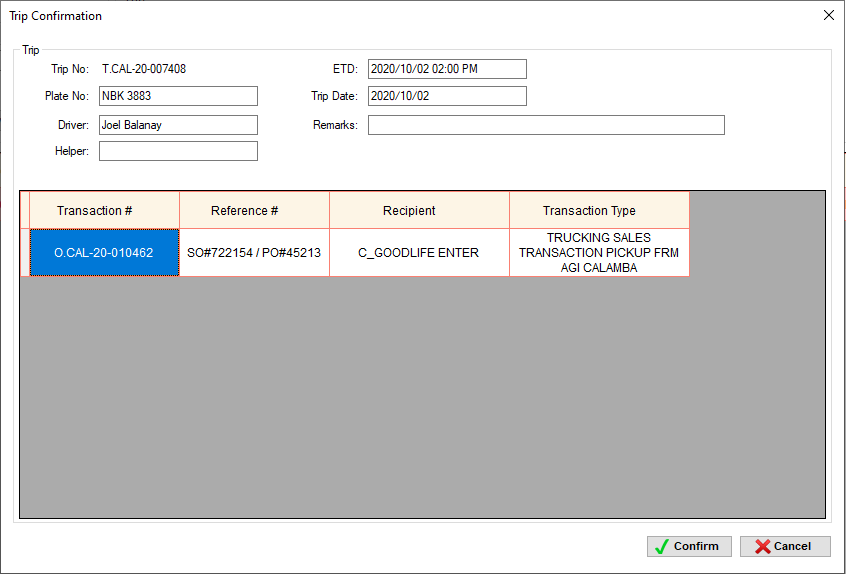 Trip Confirmation
Trip
Trip No: T.CAL-20-007408 ETD: 2020/10/02 02:00 PM
Plate No: NBK 3883 Trip Date: 2020/10/02
Driver: Joel Balanay Remarks:
Helper:
Transaction # Reference # Recipient Transaction Type
O.CAL-20-010462 SO#722154 / PO#45213 C_GOODLIFE ENTER TRUCKING SALES
TRANSACTION PICKUP FRM
AGI CALAMBA
Confirm Cancel